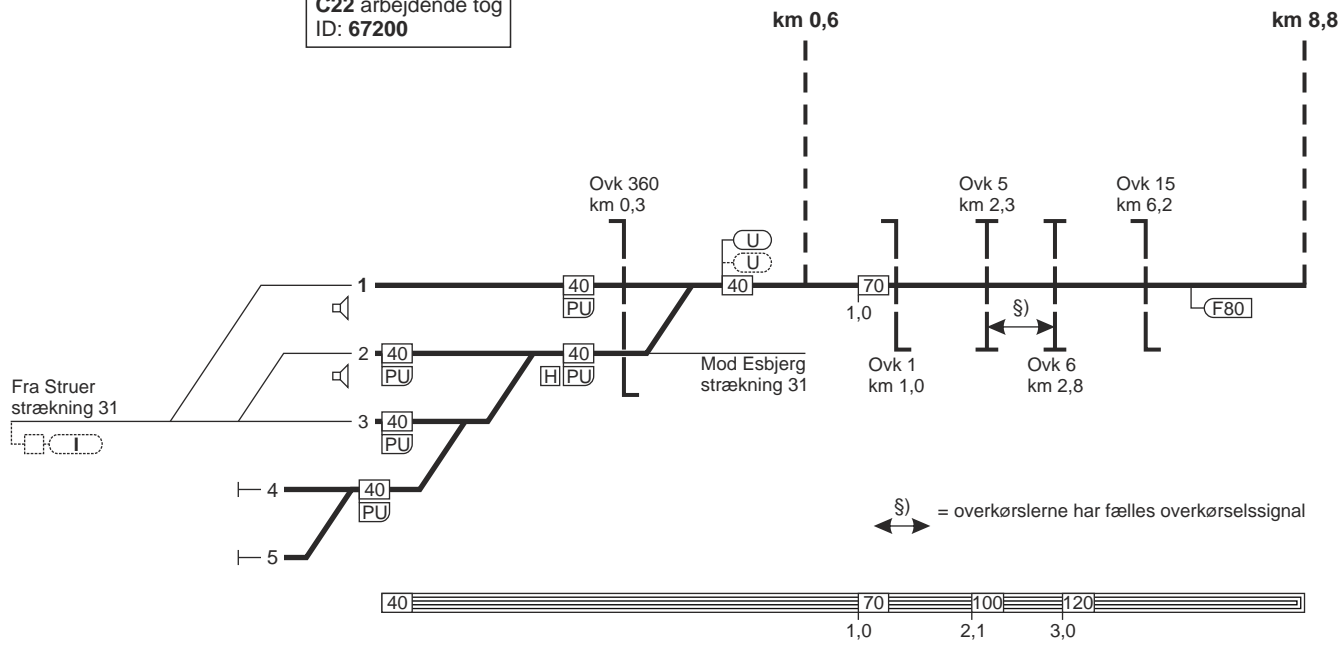 C22 arbejdende tog
ID: 67200
km 0,6
km 8,8
Ovk 360
km 0,3
Ovk 5
km 2,3
Ovk 15
km 6,2
U
U
1
40
PU
40
70
1,0
§)
F80
2
40
PU
40
H PU
Mod Esbjerg
strækning 31
Ovk 1
km 1,0
Ovk 6
km 2,8
Fra Struer
strækning 31
I
3
40
PU
4
40
PU
5
§)
= overkørslerne har fælles overkørselssignal
40
70
100
120
1,0
2,1
3,0